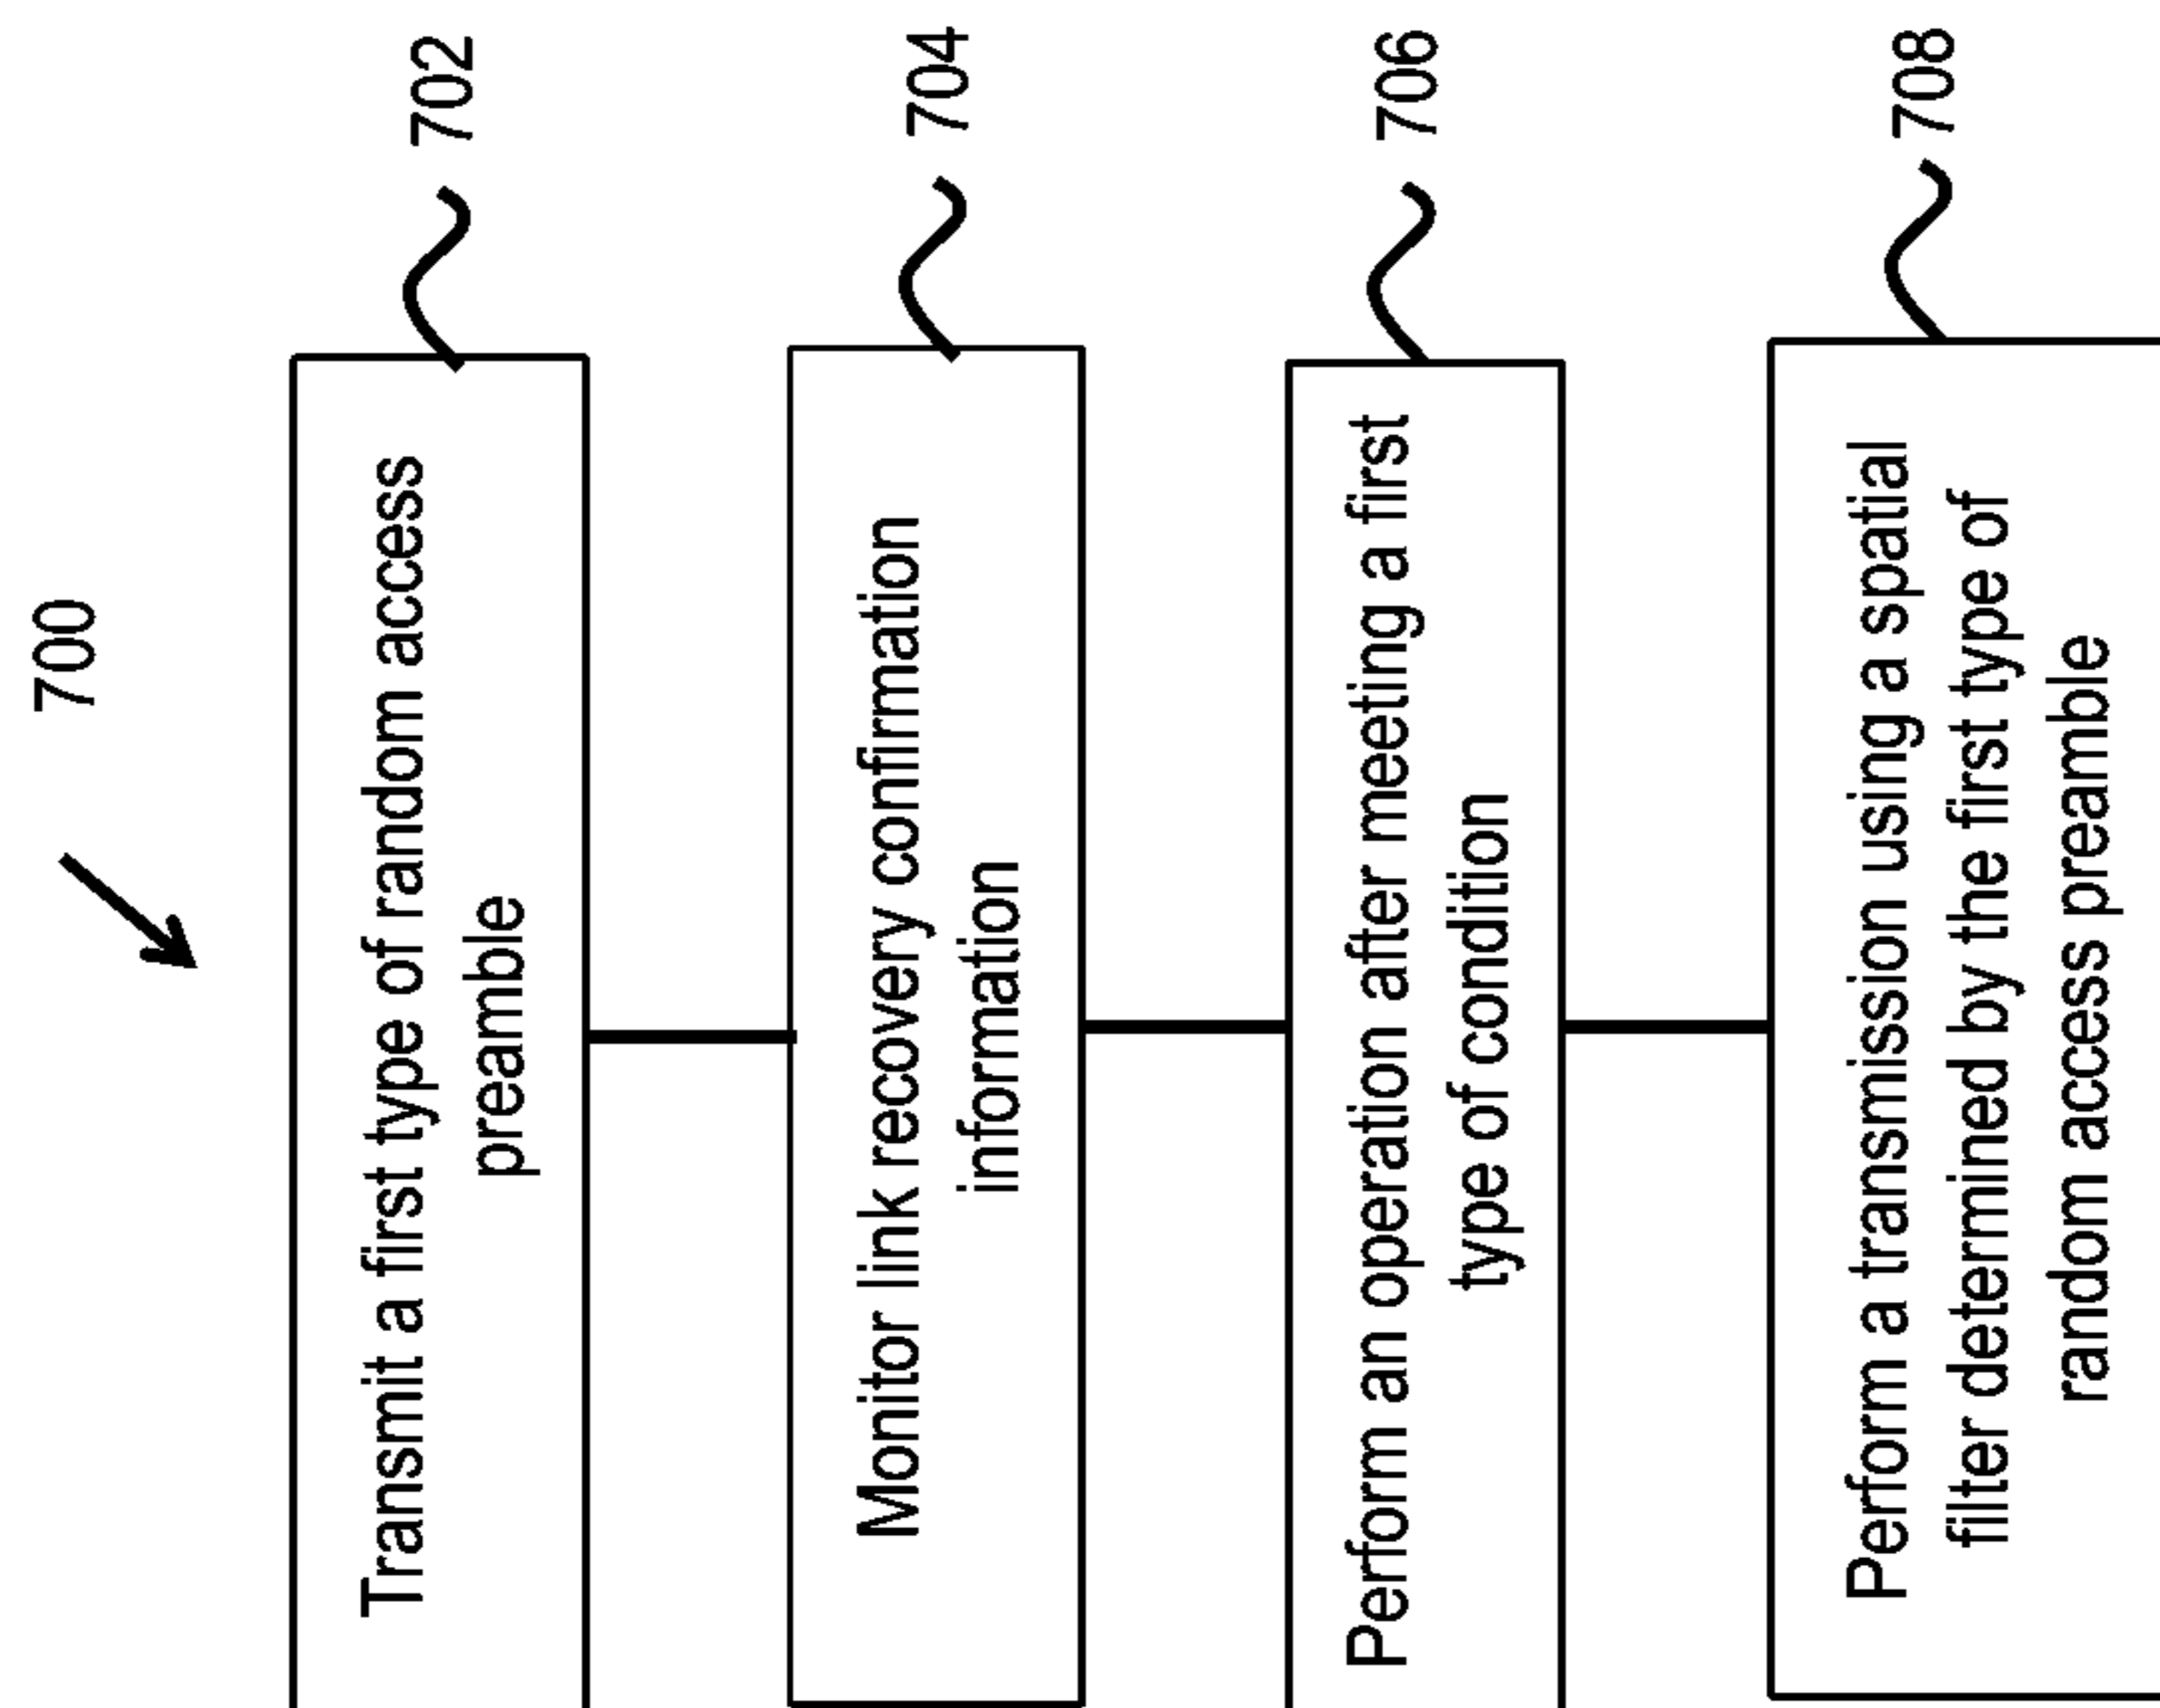 700
Transmit a first type of random access
preamble
702
Monitor link recovery confirmation
information
704
Perform an operation after meeting a first
type of condition
706
Perform a transmission using a spatial
filter determined by the first type of
random access preamble
708